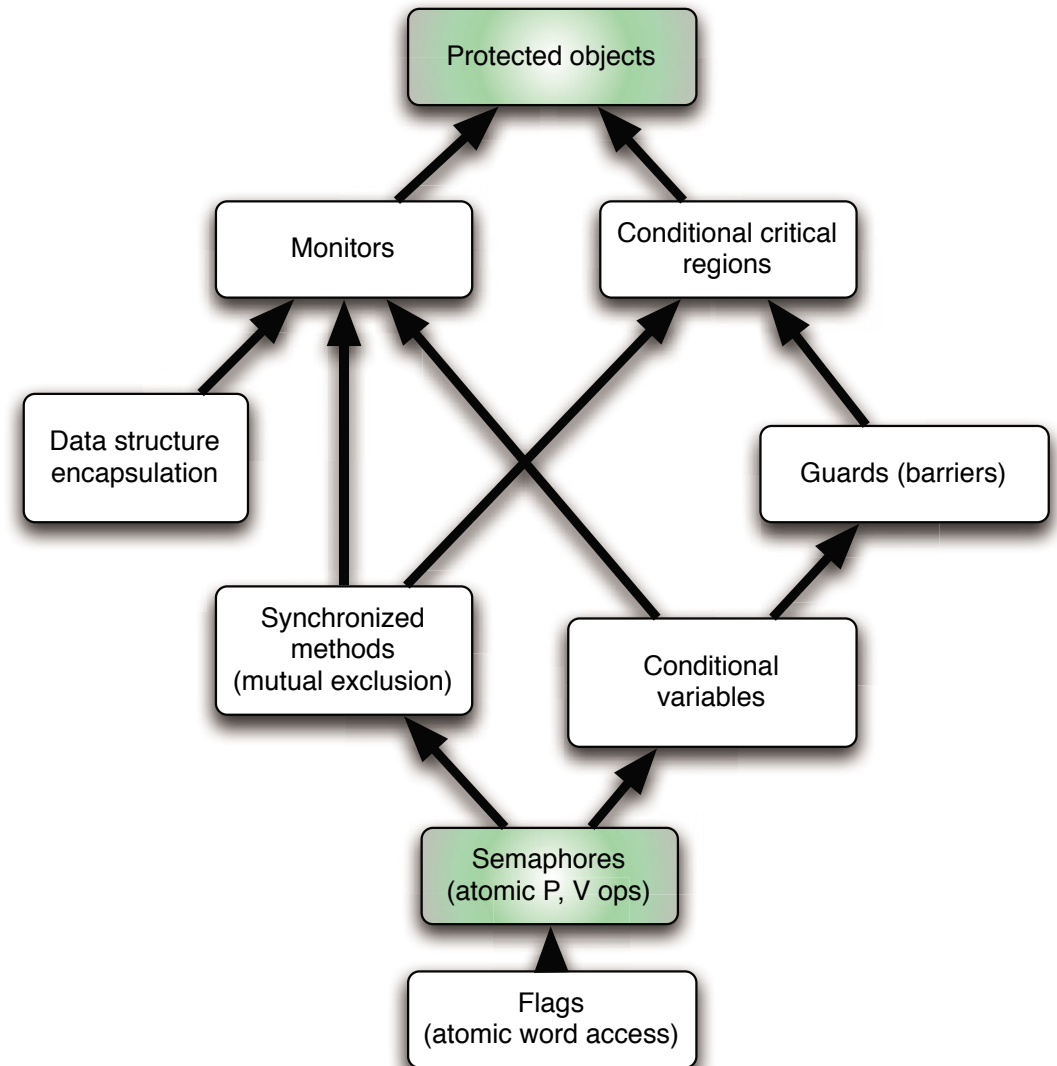 Protected objects
Monitors
Conditional critical
regions
Data structure
encapsulation
Guards (barriers)
Synchronized
methods
(mutual exclusion)
Conditional
variables
Semaphores
(atomic P, V ops)
Flags
(atomic word access)